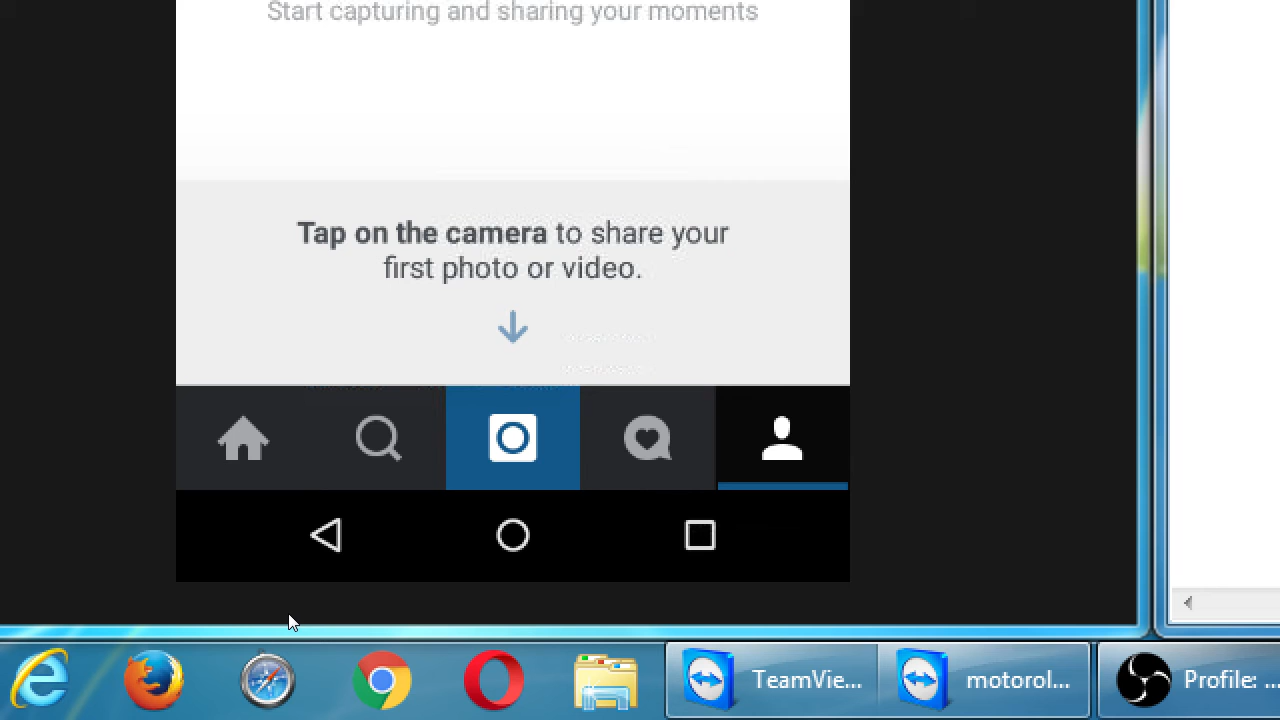 Start capturing and sharing your moments
Tap on the camera to share your
first photo or video.
TeamVie...
motorol...
Profile: ...